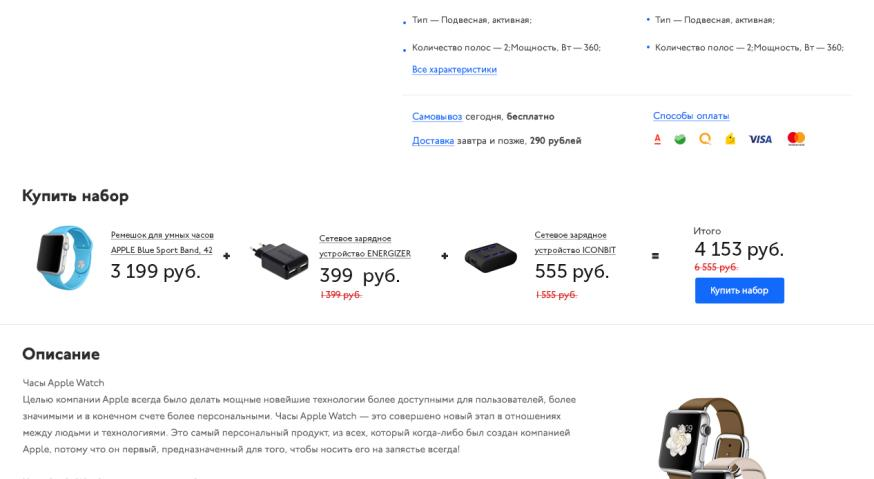 Тип — Подвесная, активная;
Количество полос — 2;Мощность, Вт — 360;
Все характеристики
Тип — Подвесная, активная;
Количество полос — 2;Мощность, Вт — 360;
Самовывоз сегодня, бесплатно
Доставка завтра и позже, 290 рублей
Способы оплаты
VISA
Купить набор
Ремешок для умных часов
APPLE Blue Sport Band, 42
3 199 руб.
+
Сетевое зарядное
устройство ENERGIZER
399 руб.
1 399 руб.
+
Сетевое зарядное
устройство ICONBIT
555 руб.
1 555 руб.
=
Итого
4 153 руб.
6 555 руб.
Купить набор
Описание
Часы Apple Watch
Целью компании Apple всегда было делать мощные новейшие технологии более доступными для пользователей, более
значимыми и в конечном счете более персональными. Часы Apple Watch — это совершено новый этап в отношениях
между людьми и технологиями. Это самый персональный продукт, из всех, который когда-либо был создан компанией
Apple, потому что он первый, предназначенный для того, чтобы носить его на запястье всегда!